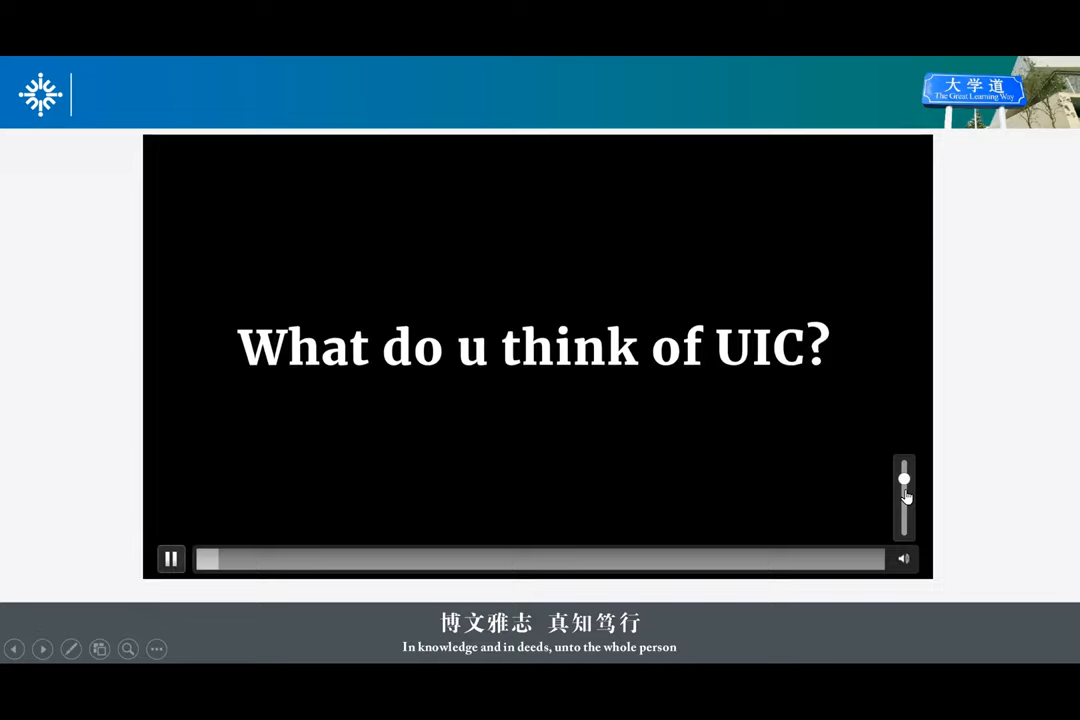 大学道
The Great Learning Way
What do u think of UIC?
博文雅志 真知笃行
In knowledge and in deeds, unto the whole person